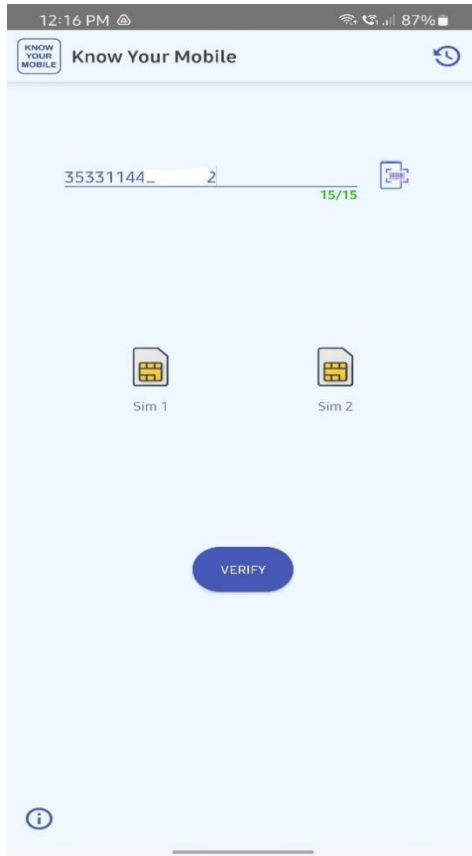 12:16 PM 87%
KNOW
YOUR
MOBILE
Know Your Mobile
35331144_ 2
15/15
Sim 1 Sim 2
VERIFY